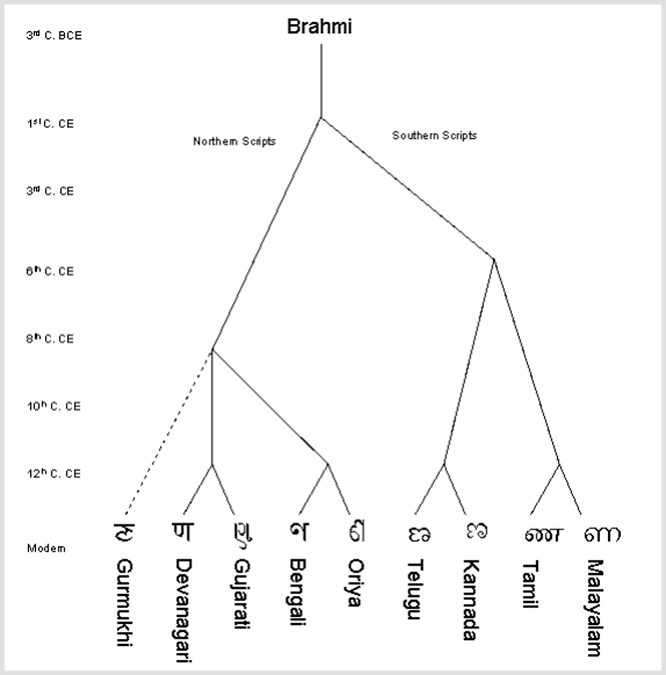 Brahmi
3rd C. BCE
1st C. CE
Northern Scripts
Southern Scripts
3rd C. CE
6th C. CE
8th C. CE
10th C. CE
12th C. CE
ণ ଣ ణ ಣ ண ണ
Modern
Gurmukhi
Devanagari
Gujarati
Bengali
Oriya
Telugu
Kannada
Tamil
Malayalam